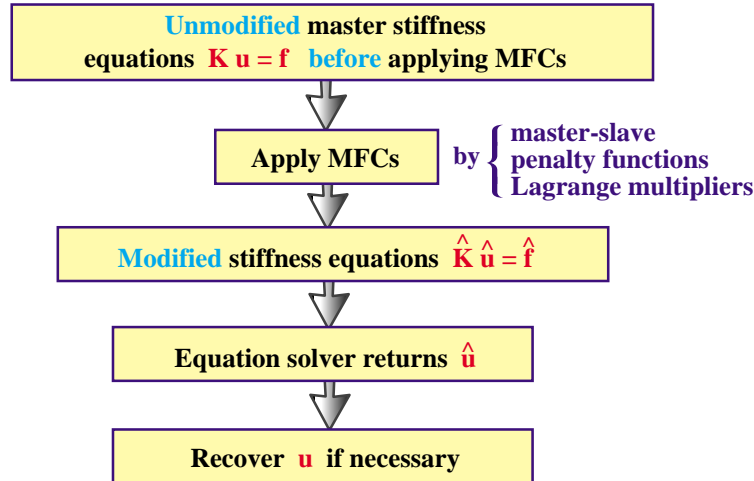 Unmodified master stiffness
equations K u = f before applying MFCs
Apply MFCs
by { master-slave
penalty functions
Lagrange multipliers
Modified stiffness equations K̂ û = f̂
Equation solver returns û
Recover u if necessary